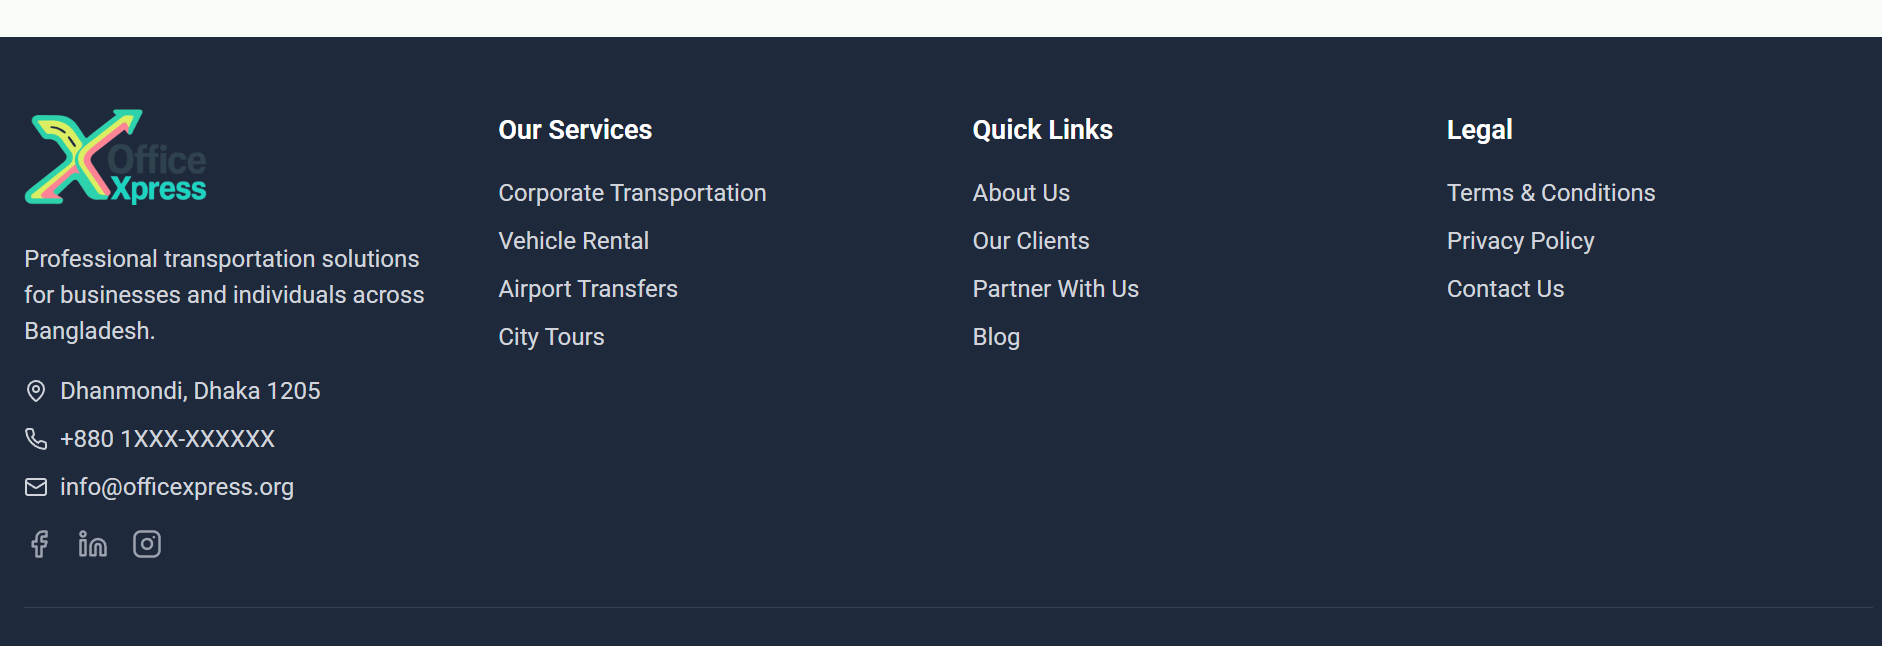 Office
Xpress
Professional transportation solutions
for businesses and individuals across
Bangladesh.
Dhanmondi, Dhaka 1205
+880 1XXX-XXXXXX
info@officexpress.org
Our Services
Corporate Transportation
Vehicle Rental
Airport Transfers
City Tours
Quick Links
About Us
Our Clients
Partner With Us
Blog
Legal
Terms & Conditions
Privacy Policy
Contact Us